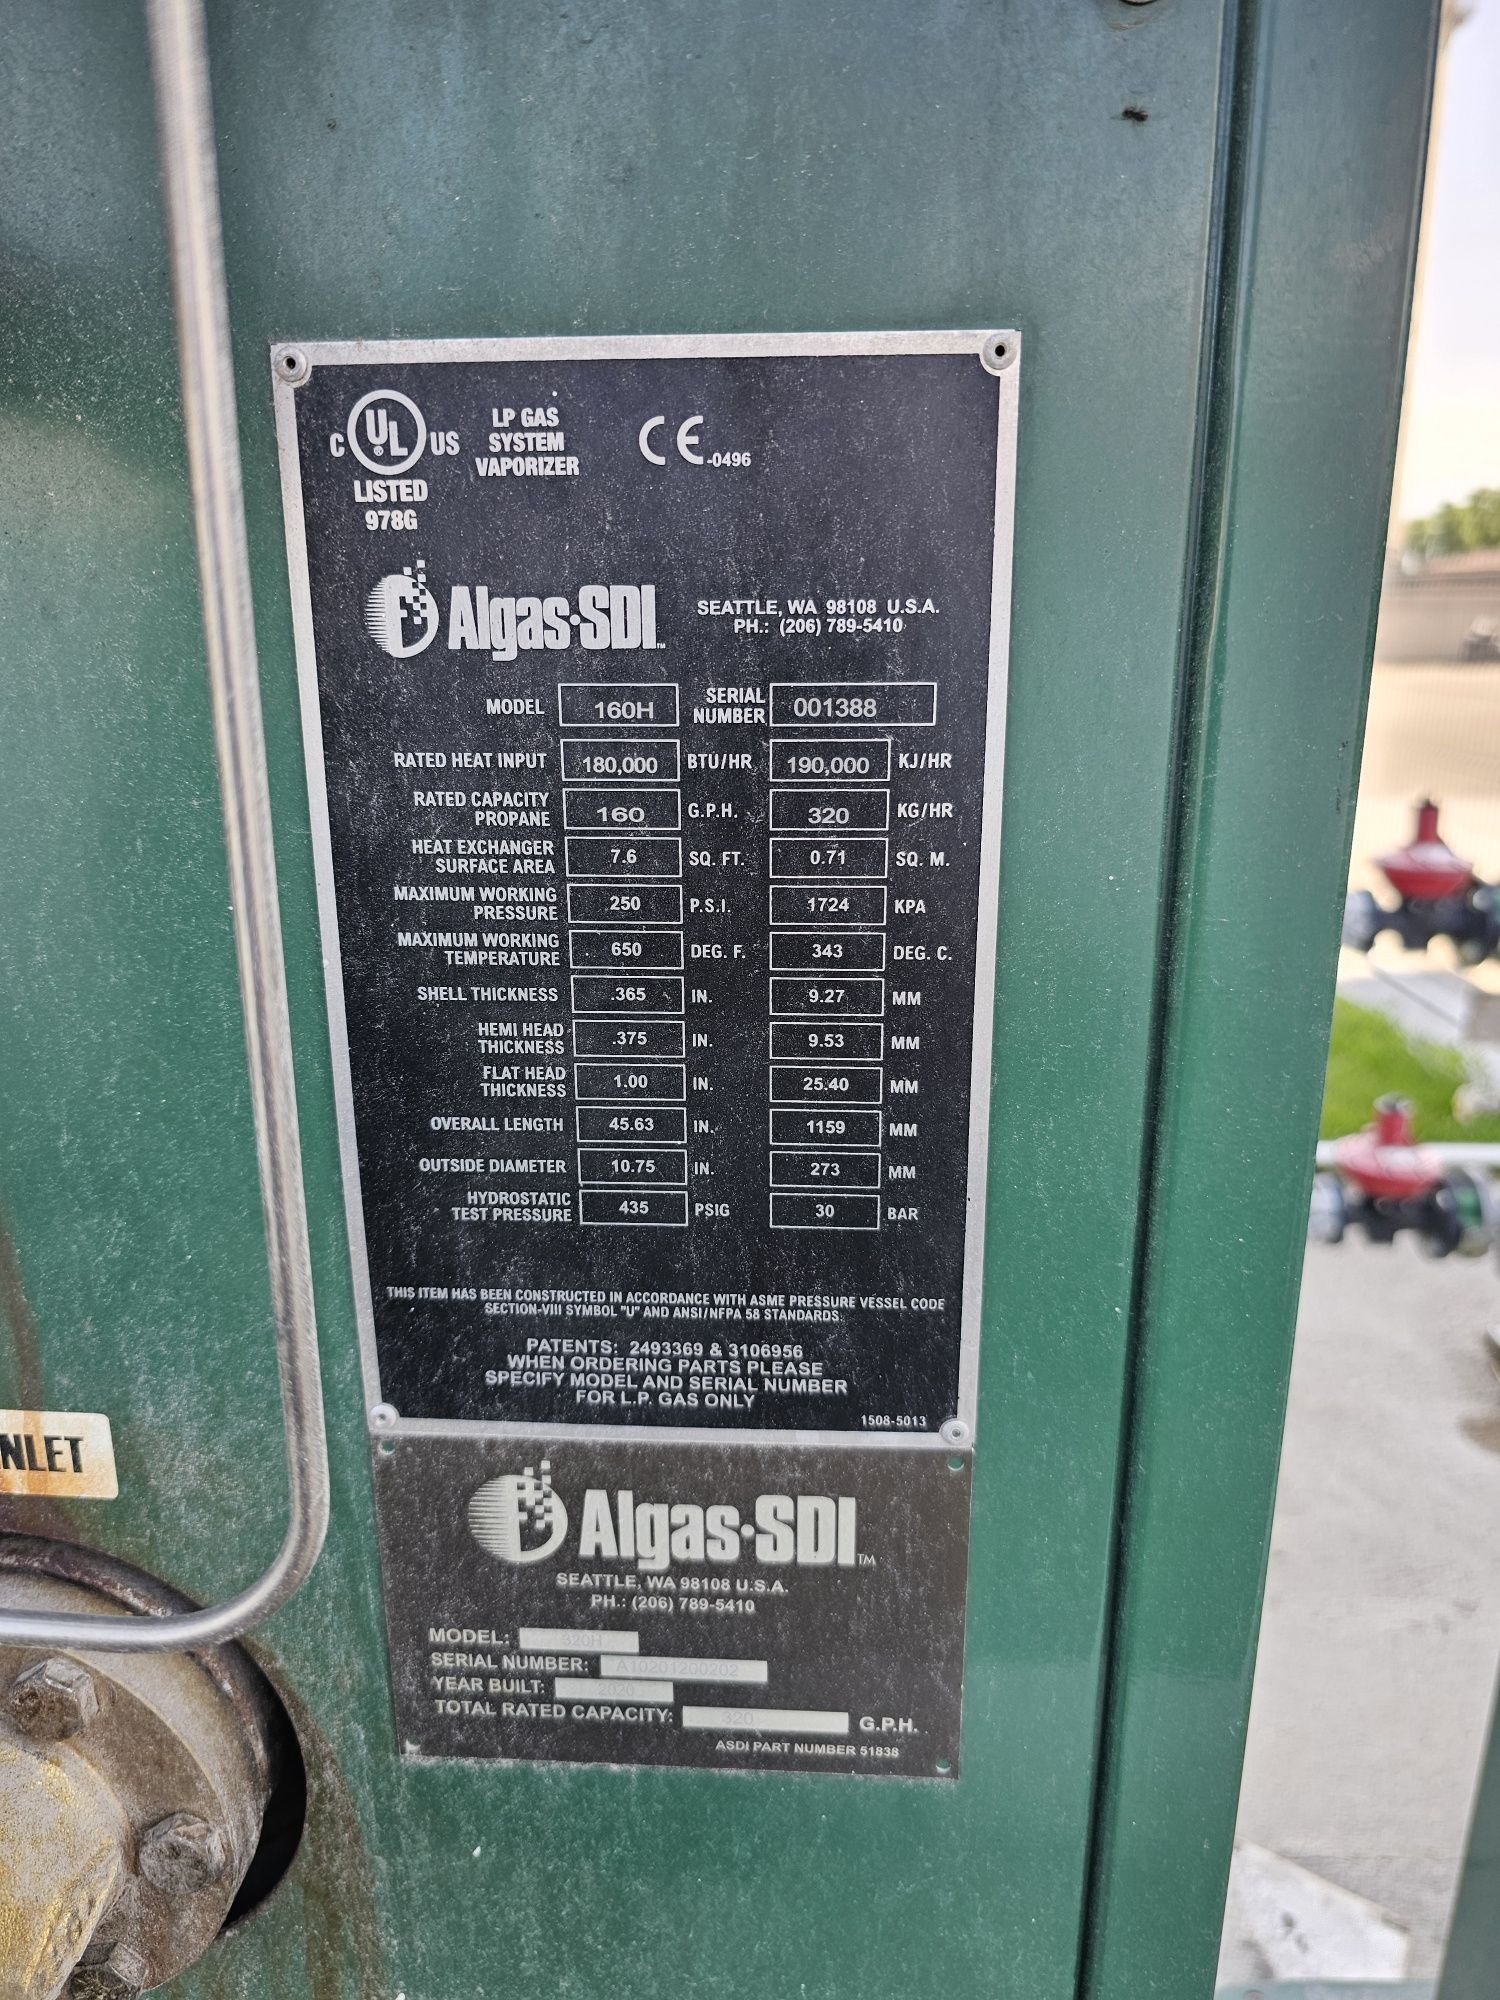 C UL US
LISTED
978G
LP GAS
SYSTEM
VAPORIZER
CE-0496
Algas·SDI™
SEATTLE, WA 98108 U.S.A.
PH.: (206) 789-5410
MODEL 160H SERIAL NUMBER 001388
RATED HEAT INPUT 180,000 BTU/HR 190,000 KJ/HR
RATED CAPACITY PROPANE 160 G.P.H. 320 KG/HR
HEAT EXCHANGER SURFACE AREA 7.6 SQ. FT. 0.71 SQ. M.
MAXIMUM WORKING PRESSURE 250 P.S.I. 1724 KPA
MAXIMUM WORKING TEMPERATURE 650 DEG. F. 343 DEG. C.
SHELL THICKNESS .365 IN. 9.27 MM
HEMI HEAD THICKNESS .375 IN. 9.53 MM
FLAT HEAD THICKNESS 1.00 IN. 25.40 MM
OVERALL LENGTH 45.63 IN. 1159 MM
OUTSIDE DIAMETER 10.75 IN. 273 MM
HYDROSTATIC TEST PRESSURE 435 PSIG 30 BAR
THIS ITEM HAS BEEN CONSTRUCTED IN ACCORDANCE WITH ASME PRESSURE VESSEL CODE
SECTION-VIII SYMBOL "U" AND ANSI/NFPA 58 STANDARDS.
PATENTS: 2493369 & 3106956
WHEN ORDERING PARTS PLEASE
SPECIFY MODEL AND SERIAL NUMBER
FOR L.P. GAS ONLY
1508-5013
NLET
Algas·SDI™
SEATTLE, WA 98108 U.S.A.
PH.: (206) 789-5410
MODEL: 320H
SERIAL NUMBER: A10201200202
YEAR BUILT: 2020
TOTAL RATED CAPACITY: 320 G.P.H.
ASDI PART NUMBER 51838